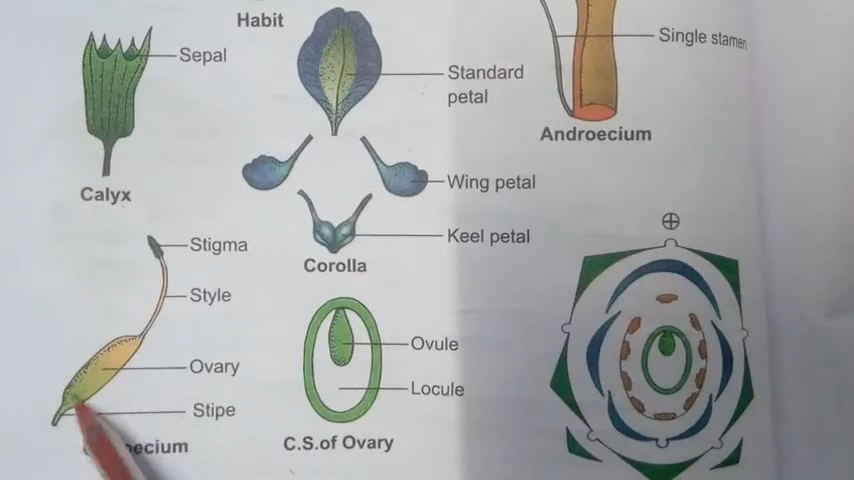 Habit
Sepal
Calyx
Standard
petal
Wing petal
Keel petal
Corolla
Single stamen
Androecium
Stigma
Style
Ovary
Stipe
Ovule
Locule
C.S.of Ovary